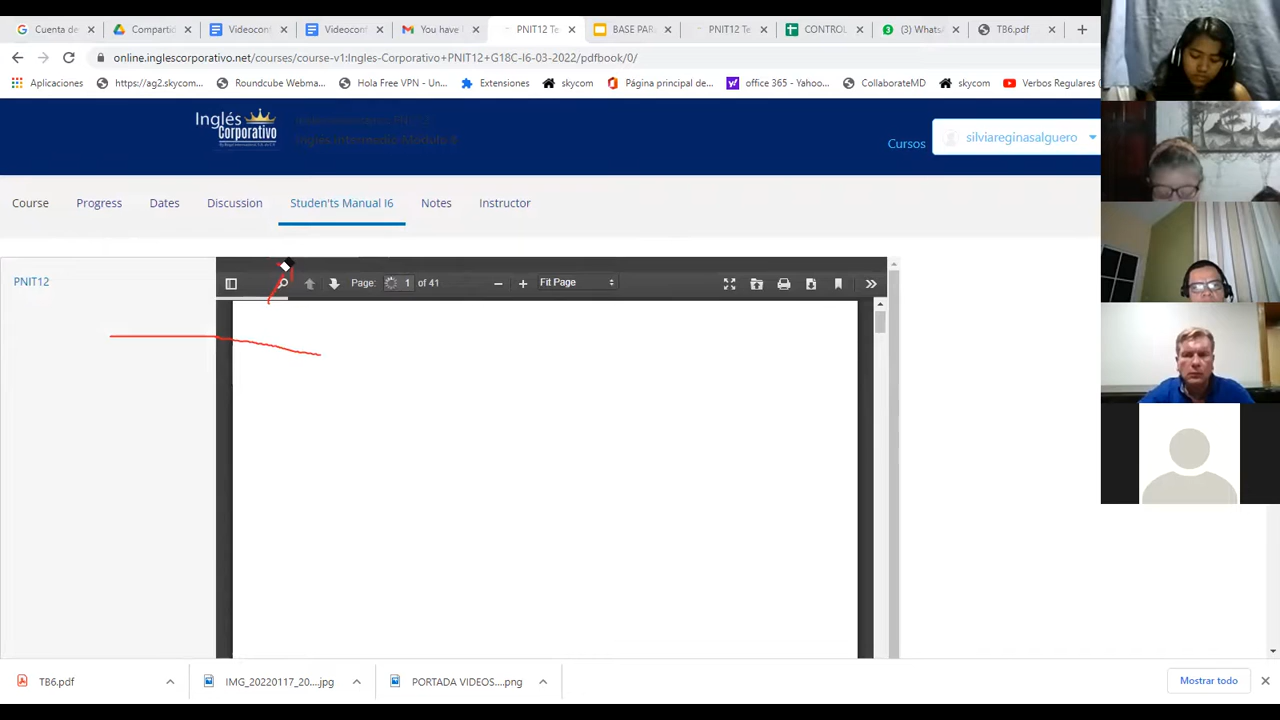 Cuenta de
Compartid
Videoconf
Videoconf
You have
PNIT12 Te
BASE PAR
PNIT12 Te
CONTROL
(3) Whats
TB6.pdf
online.inglescorporativo.net/courses/course-v1:Ingles-Corporativo+PNIT12+G18C-I6-03-2022/pdfbook/0/
Aplicaciones
https://ag2.skycom...
Roundcube Webma...
Hola Free VPN - Un...
Extensiones
skycom
Página principal de...
office 365 - Yahoo...
CollaborateMD
skycom
Verbos Regulares (
Inglés
Corporativo
Cursos
silviareginasalguero
Course
Progress
Dates
Discussion
Studen'ts Manual I6
Notes
Instructor
PNIT12
Page: 1 of 41
Fit Page
TB6.pdf
IMG_20220117_20....jpg
PORTADA VIDEOS....png
Mostrar todo